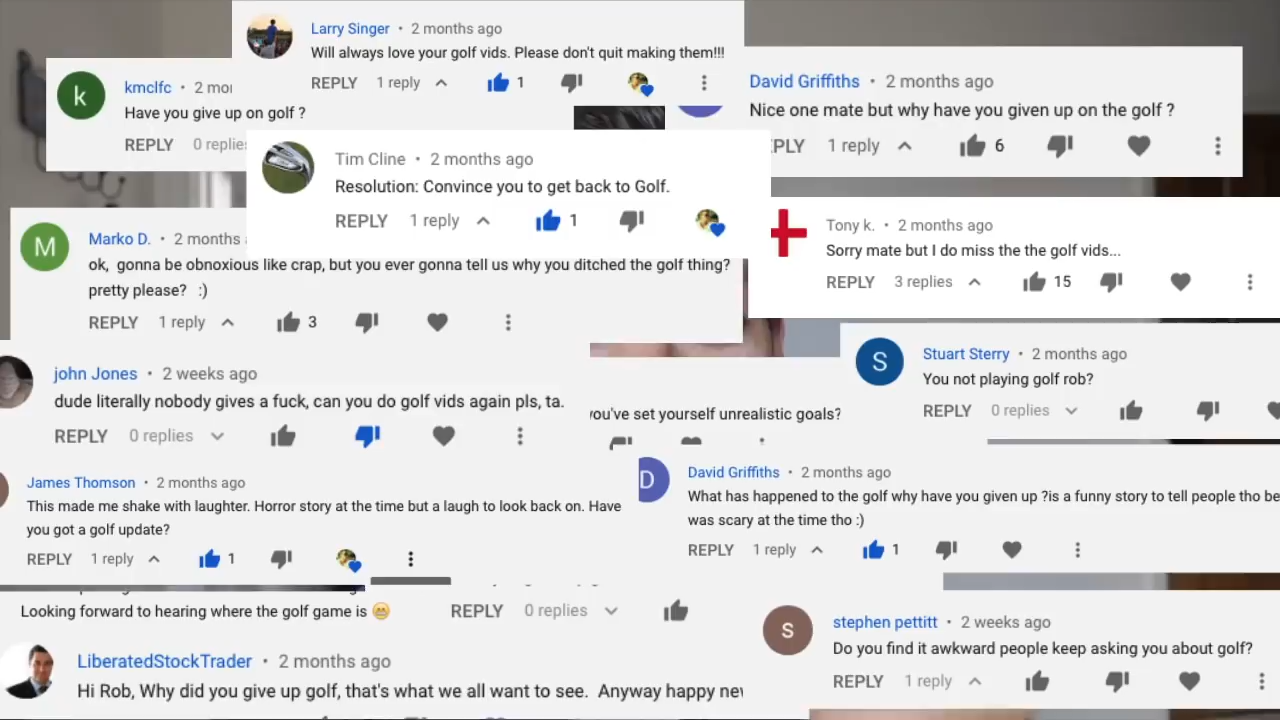 Larry Singer • 2 months ago
Will always love your golf vids. Please don't quit making them!!!
REPLY 1 reply 1
kmclfc • 2 mo
Have you give up on golf ?
REPLY 0 replies
David Griffiths • 2 months ago
Nice one mate but why have you given up on the golf ?
PLY 1 reply 6
Tim Cline • 2 months ago
Resolution: Convince you to get back to Golf.
REPLY 1 reply 1
Tony k. • 2 months ago
Sorry mate but I do miss the the golf vids...
REPLY 3 replies 15
M
Marko D. • 2 months
ok, gonna be obnoxious like crap, but you ever gonna tell us why you ditched the golf thing?
pretty please? :)
REPLY 1 reply 3
S
Stuart Sterry • 2 months ago
You not playing golf rob?
REPLY 0 replies
john Jones • 2 weeks ago
dude literally nobody gives a fuck, can you do golf vids again pls, ta.
REPLY 0 replies
you've set yourself unrealistic goals?
James Thomson • 2 months ago
This made me shake with laughter. Horror story at the time but a laugh to look back on. Have
you got a golf update?
REPLY 1 reply 1
D
David Griffiths • 2 months ago
What has happened to the golf why have you given up ?is a funny story to tell people tho be
was scary at the time tho :)
REPLY 1 reply 1
Looking forward to hearing where the golf game is 😁
REPLY 0 replies
S
stephen pettitt • 2 weeks ago
Do you find it awkward people keep asking you about golf?
REPLY 1 reply
LiberatedStockTrader • 2 months ago
Hi Rob, Why did you give up golf, that's what we all want to see. Anyway happy new
k